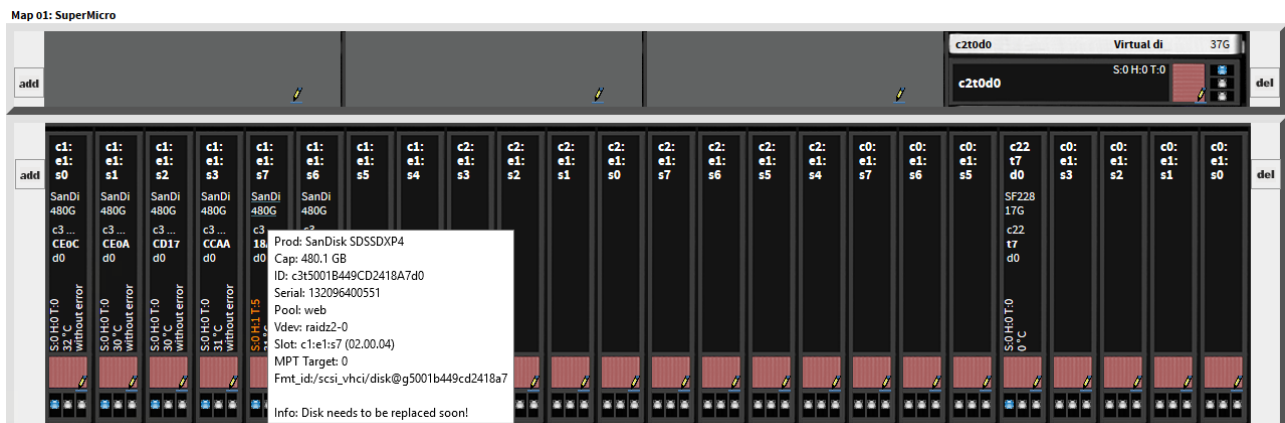 Map 01: SuperMicro
c2t0d0 Virtual di 37G
add c2t0d0 S:0 H:0 T:0 del
add del
c1: c1: c1: c1: c1: c1: c1: c1: c2: c2: c2: c2: c2: c2: c2: c2: c0: c0: c0: c22 c0: c0: c0: c0:
e1: e1: e1: e1: e1: e1: e1: e1: e1: e1: e1: e1: e1: e1: e1: e1: e1: e1: e1: t7 e1: e1: e1: e1:
s0 s1 s2 s3 s7 s6 s5 s4 s3 s2 s1 s0 s7 s6 s5 s4 s7 s6 s5 d0 s3 s2 s1 s0
SanDi SanDi SanDi SanDi SanDi SanDi SF228
480G 480G 480G 480G 480G 480G 17G
c3 ... c3 ... c3 ... c3 ... c3 c22
CE0C CE0A CD17 CCAA 18 t7
d0 d0 d0 d0 d0 d0
S:0 H:0 T:0 S:0 H:0 T:0 S:0 H:0 T:0 S:0 H:0 T:0 S:0 H:1 T:5 S:0 H:0 T:0
32°C 30°C 30°C 31°C 0°C
without error without error without error without error
Prod: SanDisk SDSSDXP4
Cap: 480.1 GB
ID: c3t5001B449CD2418A7d0
Serial: 132096400551
Pool: web
Vdev: raidz2-0
Slot: c1:e1:s7 (02.00.04)
MPT Target: 0
Fmt_id:/scsi_vhci/disk@g5001b449cd2418a7
Info: Disk needs to be replaced soon!